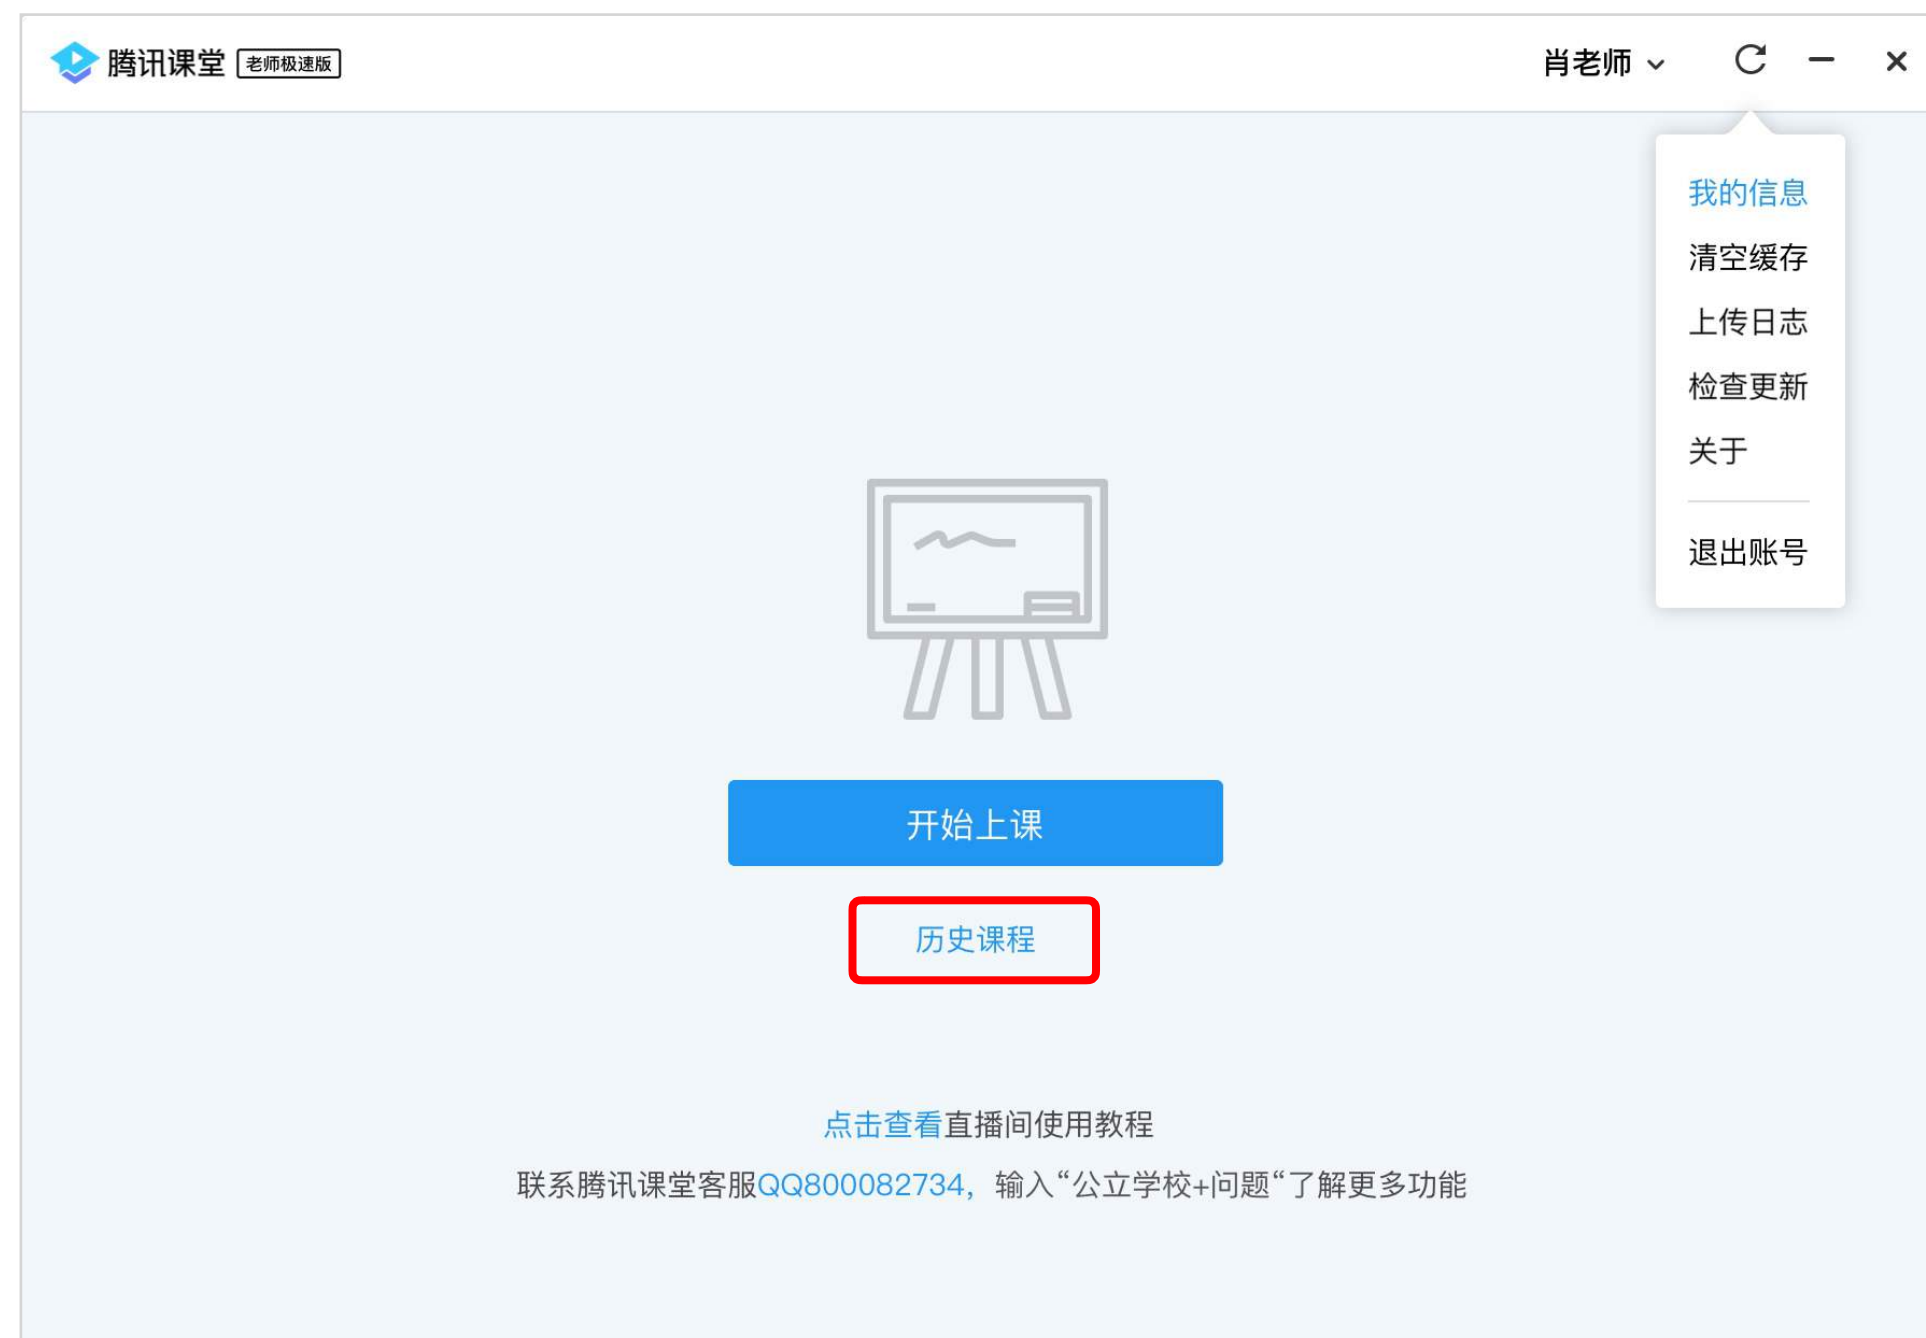 腾讯课堂 老师极速版 肖老师
我的信息
清空缓存
上传日志
检查更新
关于
退出账号
开始上课
历史课程
点击查看直播间使用教程
联系腾讯课堂客服QQ800082734，输入“公立学校+问题“了解更多功能